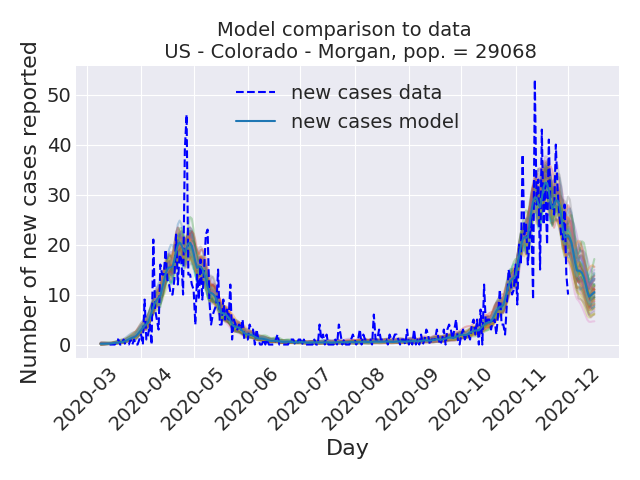 Model comparison to data
US - Colorado - Morgan, pop. = 29068
Number of new cases reported
50
40
30
20
10
0
new cases data
new cases model
2020-03
2020-04
2020-05
2020-06
2020-07
2020-08
2020-09
2020-10
2020-11
2020-12
Day